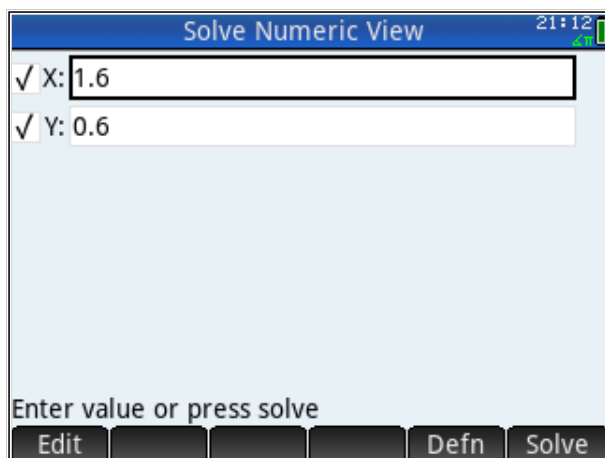 Solve Numeric View 21:12
∡π
√ X: 1.6
√ Y: 0.6
Enter value or press solve
Edit Defn Solve